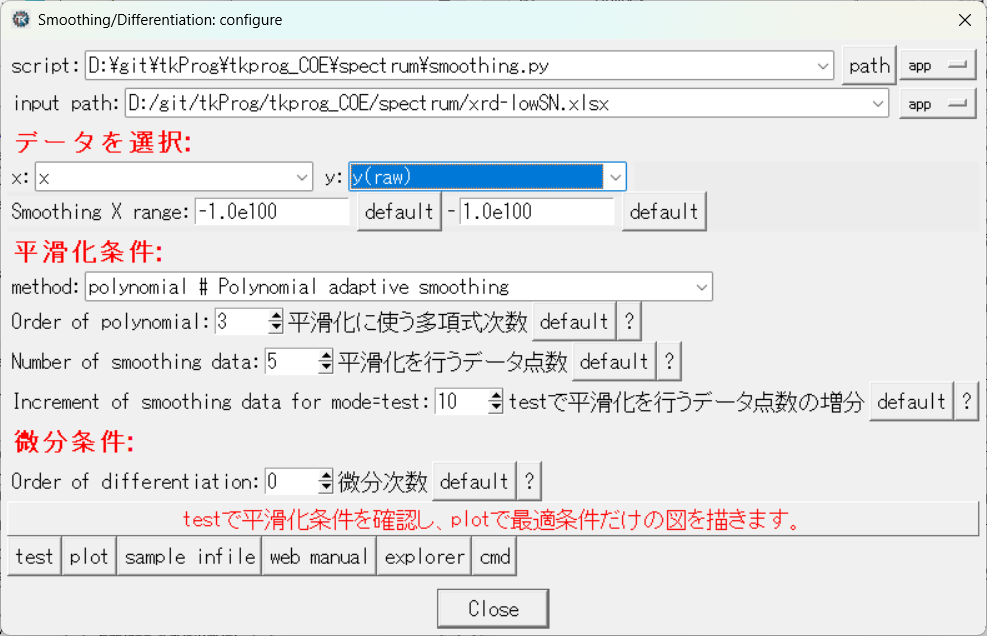 Smoothing/Differentiation: configure
script: D:¥git¥tkProg¥tkprog_COE¥spectrum¥smoothing.py path app
input path: D:/git/tkProg/tkprog_COE/spectrum/xrd-lowSN.xlsx app
データを選択:
x: x y: y(raw)
Smoothing X range: -1.0e100 default - 1.0e100 default
平滑化条件:
method: polynomial # Polynomial adaptive smoothing
Order of polynomial: 3 平滑化に使う多項式次数 default ?
Number of smoothing data: 5 平滑化を行うデータ点数 default ?
Increment of smoothing data for mode=test: 10 testで平滑化を行うデータ点数の増分 default ?
微分条件:
Order of differentiation: 0 微分次数 default ?
testで平滑化条件を確認し、plotで最適条件だけの図を描きます。
test plot sample infile web manual explorer cmd
Close